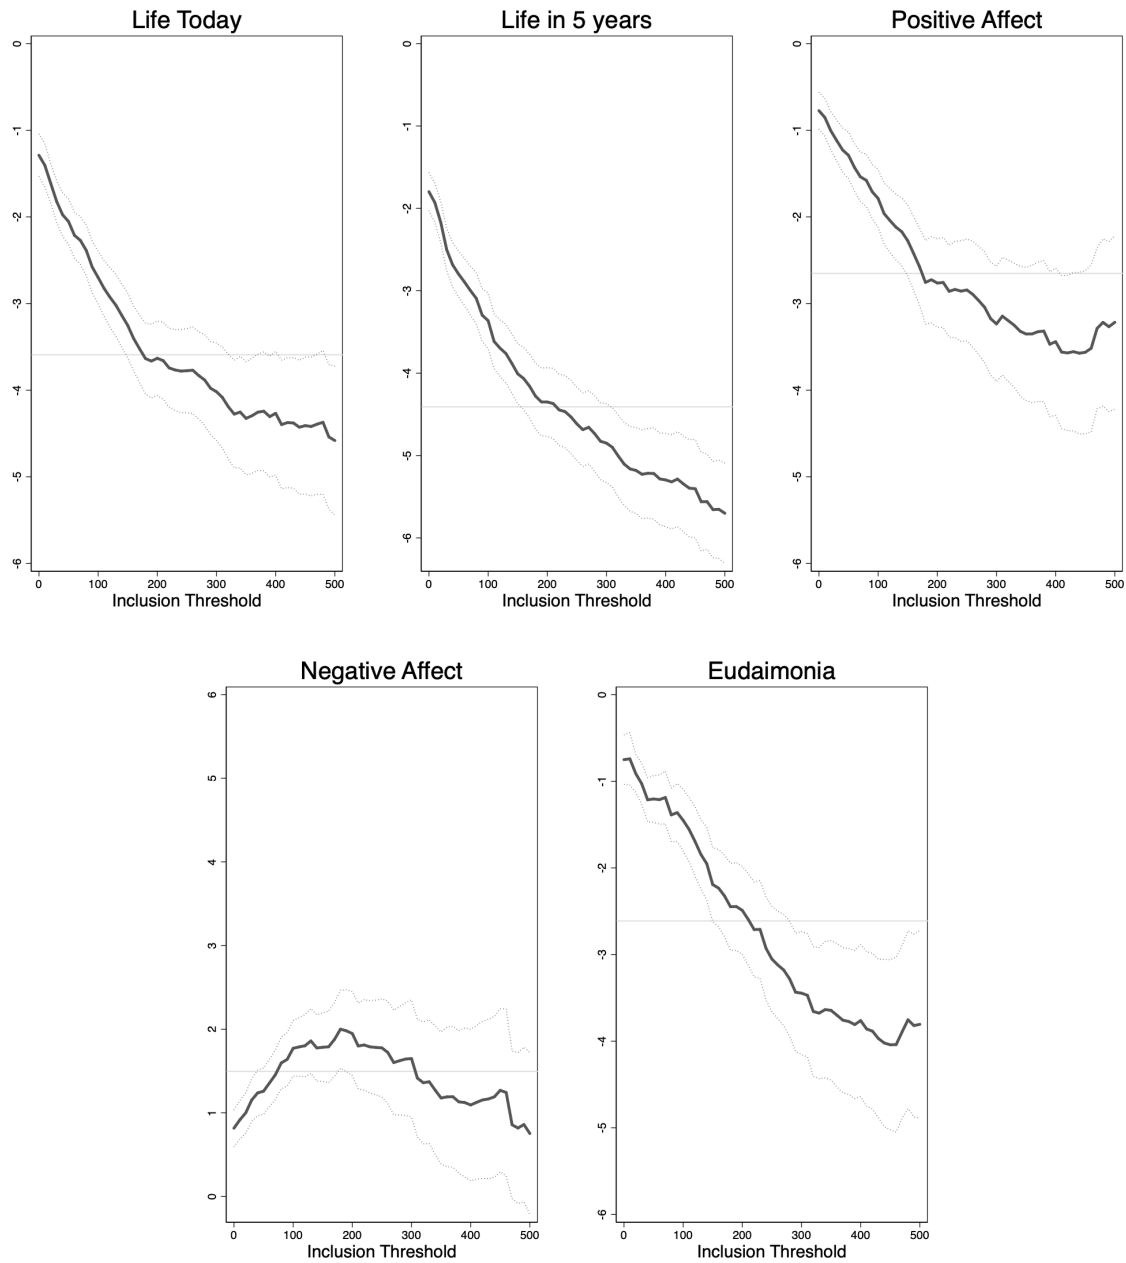 Life Today
0
-1
-2
-3
-4
-5
-6
0 100 200 300 400 500
Inclusion Threshold
Life in 5 years
0
-1
-2
-3
-4
-5
-6
0 100 200 300 400 500
Inclusion Threshold
Positive Affect
0
-1
-2
-3
-4
-5
-6
0 100 200 300 400 500
Inclusion Threshold
Negative Affect
6
5
4
3
2
1
0
0 100 200 300 400 500
Inclusion Threshold
Eudaimonia
0
-1
-2
-3
-4
-5
-6
0 100 200 300 400 500
Inclusion Threshold